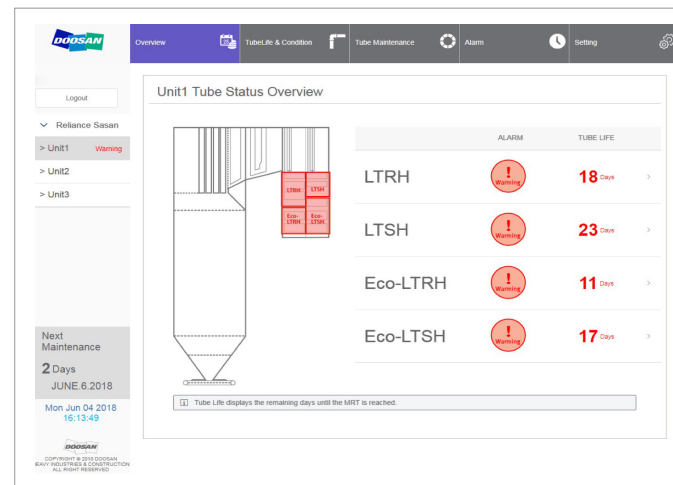 DOOSAN
Overview
25
TubeLife & Condition
Tube Maintenance
Alarm
Setting
Logout
Reliance Sasan
> Unit1 Warning
> Unit2
> Unit3
Unit1 Tube Status Overview
LTRH LTSH
Eco-LTRH Eco-LTSH
ALARM TUBE LIFE
LTRH ! Warning 18 Days >
LTSH ! Warning 23 Days >
Eco-LTRH ! Warning 11 Days >
Eco-LTSH ! Warning 17 Days >
i Tube Life displays the remaining days until the MRT is reached.
Next
Maintenance
2 Days
JUNE.6.2018
Mon Jun 04 2018
16:13:49
DOOSAN
COPYRIGHT © 2018 DOOSAN
EAVY INDUSTRIES & CONSTRUCTION
ALL RIGHT RESERVED